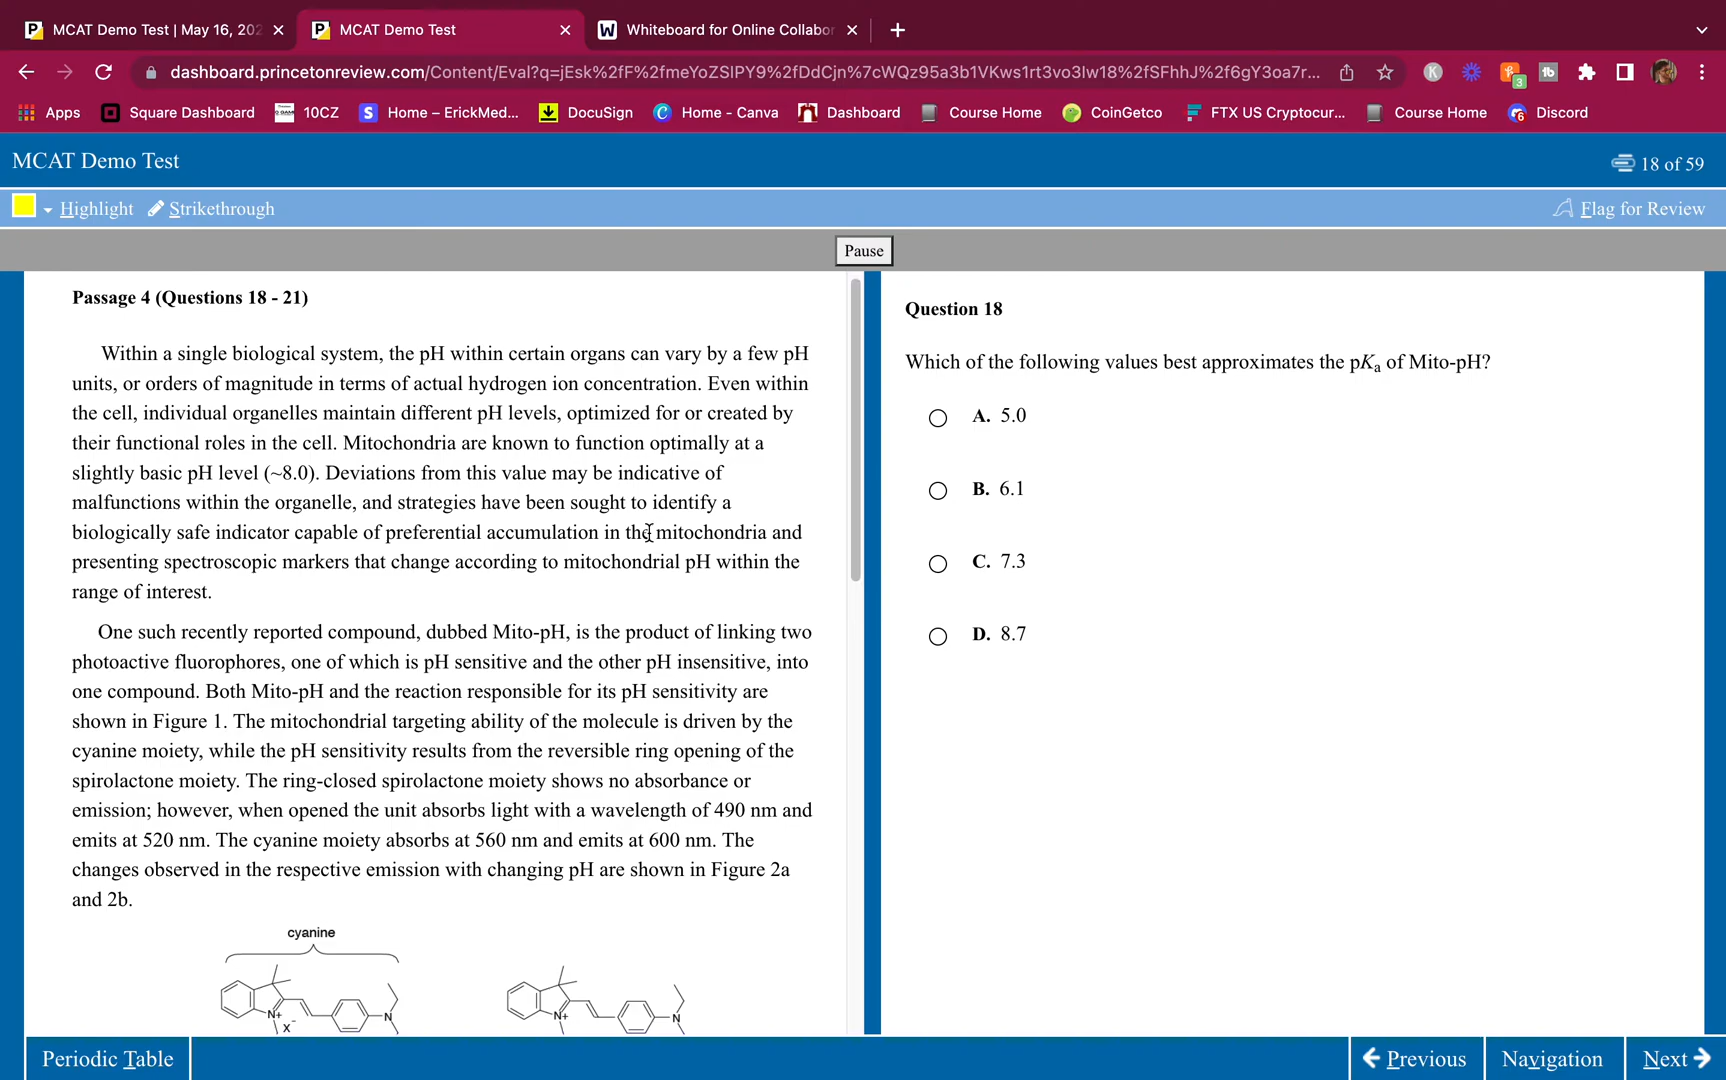 MCAT Demo Test | May 16, 202
MCAT Demo Test
Whiteboard for Online Collabor
dashboard.princetonreview.com/Content/Eval?q=jEsk%2fF%2fmeYoZSlPY9%2fDdCjn%7cWQz95a3b1VKws1rt3vo3lw18%2fSFhhJ%2f6gY3oa7r...
Apps
Square Dashboard
10CZ
Home – ErickMed...
DocuSign
Home - Canva
Dashboard
Course Home
CoinGetco
FTX US Cryptocur...
Course Home
Discord
MCAT Demo Test
18 of 59
Highlight
Strikethrough
Flag for Review
Pause
Passage 4 (Questions 18 - 21)
Within a single biological system, the pH within certain organs can vary by a few pH
units, or orders of magnitude in terms of actual hydrogen ion concentration. Even within
the cell, individual organelles maintain different pH levels, optimized for or created by
their functional roles in the cell. Mitochondria are known to function optimally at a
slightly basic pH level (~8.0). Deviations from this value may be indicative of
malfunctions within the organelle, and strategies have been sought to identify a
biologically safe indicator capable of preferential accumulation in the mitochondria and
presenting spectroscopic markers that change according to mitochondrial pH within the
range of interest.
One such recently reported compound, dubbed Mito-pH, is the product of linking two
photoactive fluorophores, one of which is pH sensitive and the other pH insensitive, into
one compound. Both Mito-pH and the reaction responsible for its pH sensitivity are
shown in Figure 1. The mitochondrial targeting ability of the molecule is driven by the
cyanine moiety, while the pH sensitivity results from the reversible ring opening of the
spirolactone moiety. The ring-closed spirolactone moiety shows no absorbance or
emission; however, when opened the unit absorbs light with a wavelength of 490 nm and
emits at 520 nm. The cyanine moiety absorbs at 560 nm and emits at 600 nm. The
changes observed in the respective emission with changing pH are shown in Figure 2a
and 2b.
cyanine
N+
X-
N
N+
N
Question 18
Which of the following values best approximates the pKa of Mito-pH?
A. 5.0
B. 6.1
C. 7.3
D. 8.7
Periodic Table
Previous
Navigation
Next